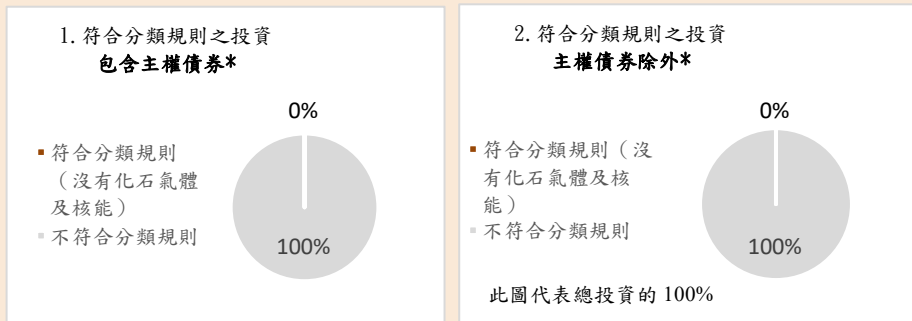 1. 符合分類規則之投資
包含主權債券*
0%
符合分類規則
（沒有化石氣體
及核能）
不符合分類規則
100%
2. 符合分類規則之投資
主權債券除外*
0%
符合分類規則（沒
有化石氣體及核
能）
不符合分類規則
100%
此圖代表總投資的 100%